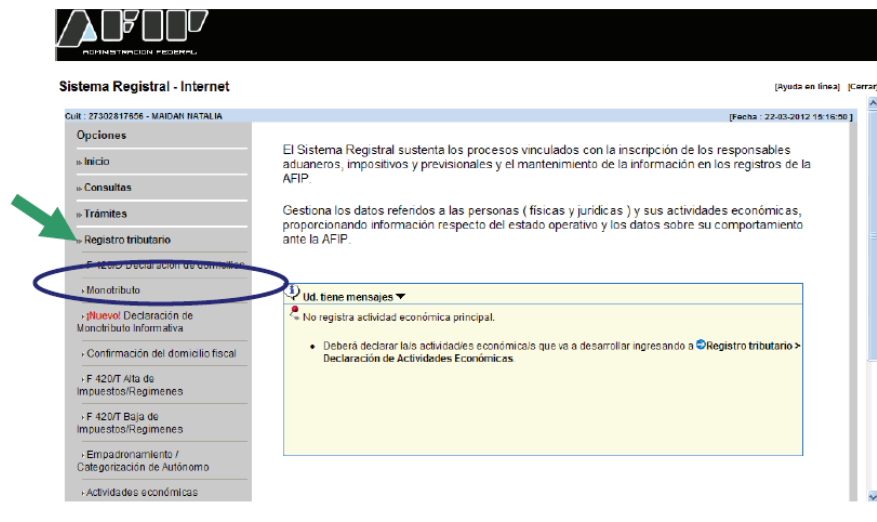 AFIP
ADMINISTRACION FEDERAL
Sistema Registral - Internet
[Ayuda en línea] [Cerrar]
Cuit : 27302817656 - MAIDAN NATALIA
[Fecha : 22-03-2012 15:16:50 ]
Opciones
» Inicio
» Consultas
» Trámites
» Registro tributario
› F 420/D Declaración de domicilios
› Monotributo
› ¡Nuevo! Declaración de
Monotributo Informativa
› Confirmación del domicilio fiscal
› F 420/T Alta de
Impuestos/Regimenes
› F 420/T Baja de
Impuestos/Regimenes
› Empadronamiento /
Categorización de Autónomo
› Actividades económicas
El Sistema Registral sustenta los procesos vinculados con la inscripción de los responsables
aduaneros, impositivos y previsionales y el mantenimiento de la información en los registros de la
AFIP.
Gestiona los datos referidos a las personas ( físicas y jurídicas ) y sus actividades económicas,
proporcionando información respecto del estado operativo y los datos sobre su comportamiento
ante la AFIP.
Ud. tiene mensajes ▼
No registra actividad económica principal.
• Deberá declarar la/s actividad/es económica/s que va a desarrollar ingresando a Registro tributario >
Declaración de Actividades Económicas.